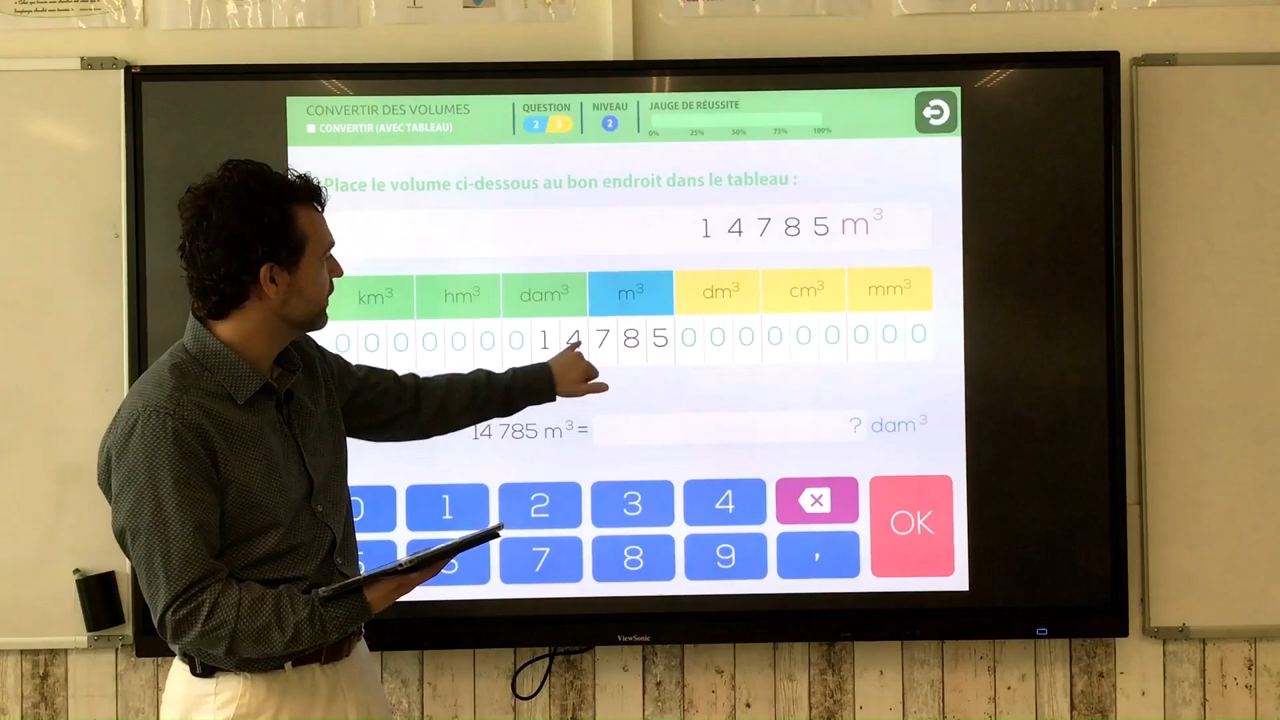 CONVERTIR DES VOLUMES
CONVERTIR (AVEC TABLEAU)
QUESTION
2 5
NIVEAU
2
JAUGE DE RÉUSSITE
0% 25% 50% 75% 100%
Place le volume ci-dessous au bon endroit dans le tableau :
1 4 7 8 5 m³
km³ hm³ dam³ m³ dm³ cm³ mm³
0 0 0 0 0 0 0 1 4 7 8 5 0 0 0 0 0 0 0 0 0
14 785 m³ = ? dam³
0 1 2 3 4
OK
7 8 9 ,
ViewSonic